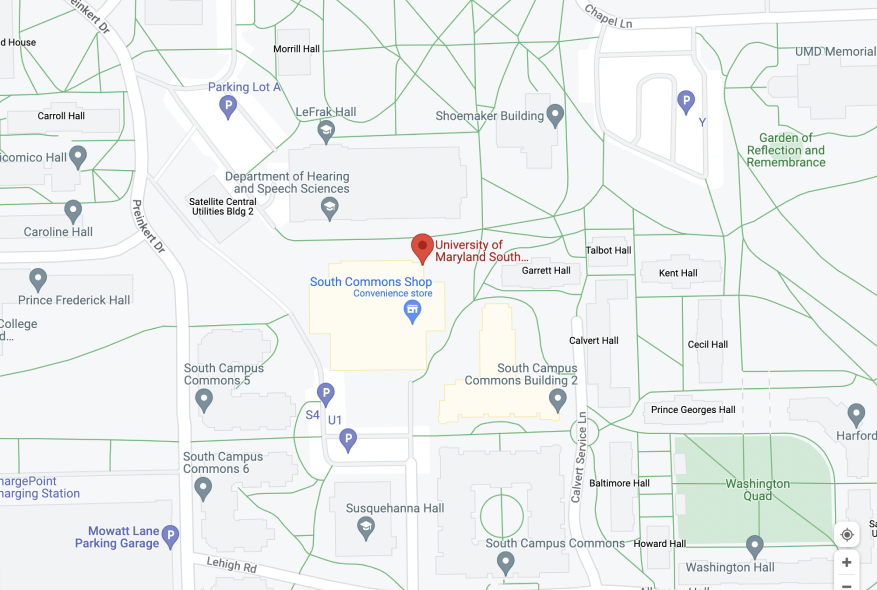 Preinkert Dr
Chapel Ln
d House
Morrill Hall
UMD Memorial
Parking Lot A
P
P
Y
Carroll Hall
LeFrak Hall
Shoemaker Building
Garden of
Reflection and
Remembrance
icomico Hall
Department of Hearing
and Speech Sciences
Satellite Central
Utilities Bldg 2
Caroline Hall
Preinkert Dr
University of
Maryland South...
Talbot Hall
Garrett Hall
Kent Hall
South Commons Shop
Convenience store
Prince Frederick Hall
College
d...
Calvert Hall
Cecil Hall
South Campus
Commons 5
South Campus
Commons Building 2
P
S4
U1
P
Prince Georges Hall
Harford
Calvert Service Ln
South Campus
Commons 6
hargePoint
harging Station
Baltimore Hall
Washington
Quad
Susquehanna Hall
Mowatt Lane
Parking Garage
P
South Campus Commons
Howard Hall
Lehigh Rd
Washington Hall
Sa
U
+
−